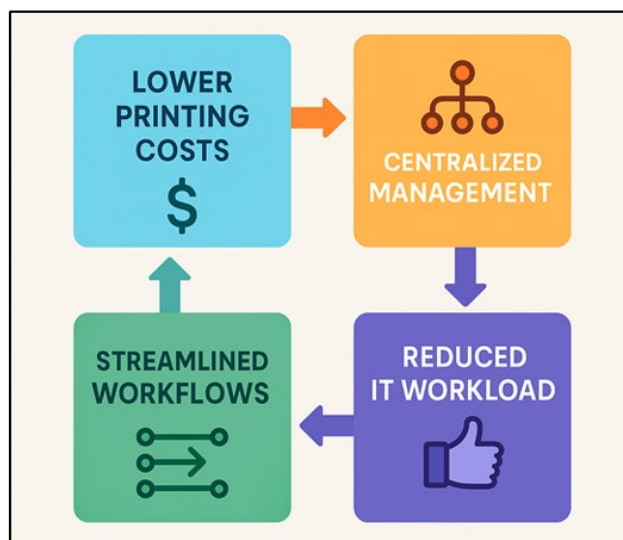 LOWER
PRINTING
COSTS
$
CENTRALIZED
MANAGEMENT
STREAMLINED
WORKFLOWS
REDUCED
IT WORKLOAD